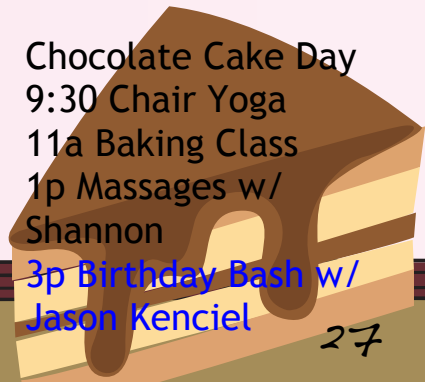 Chocolate Cake Day
9:30 Chair Yoga
11a Baking Class
1p Massages w/
Shannon
3p Birthday Bash w/
Jason Kenciel
27